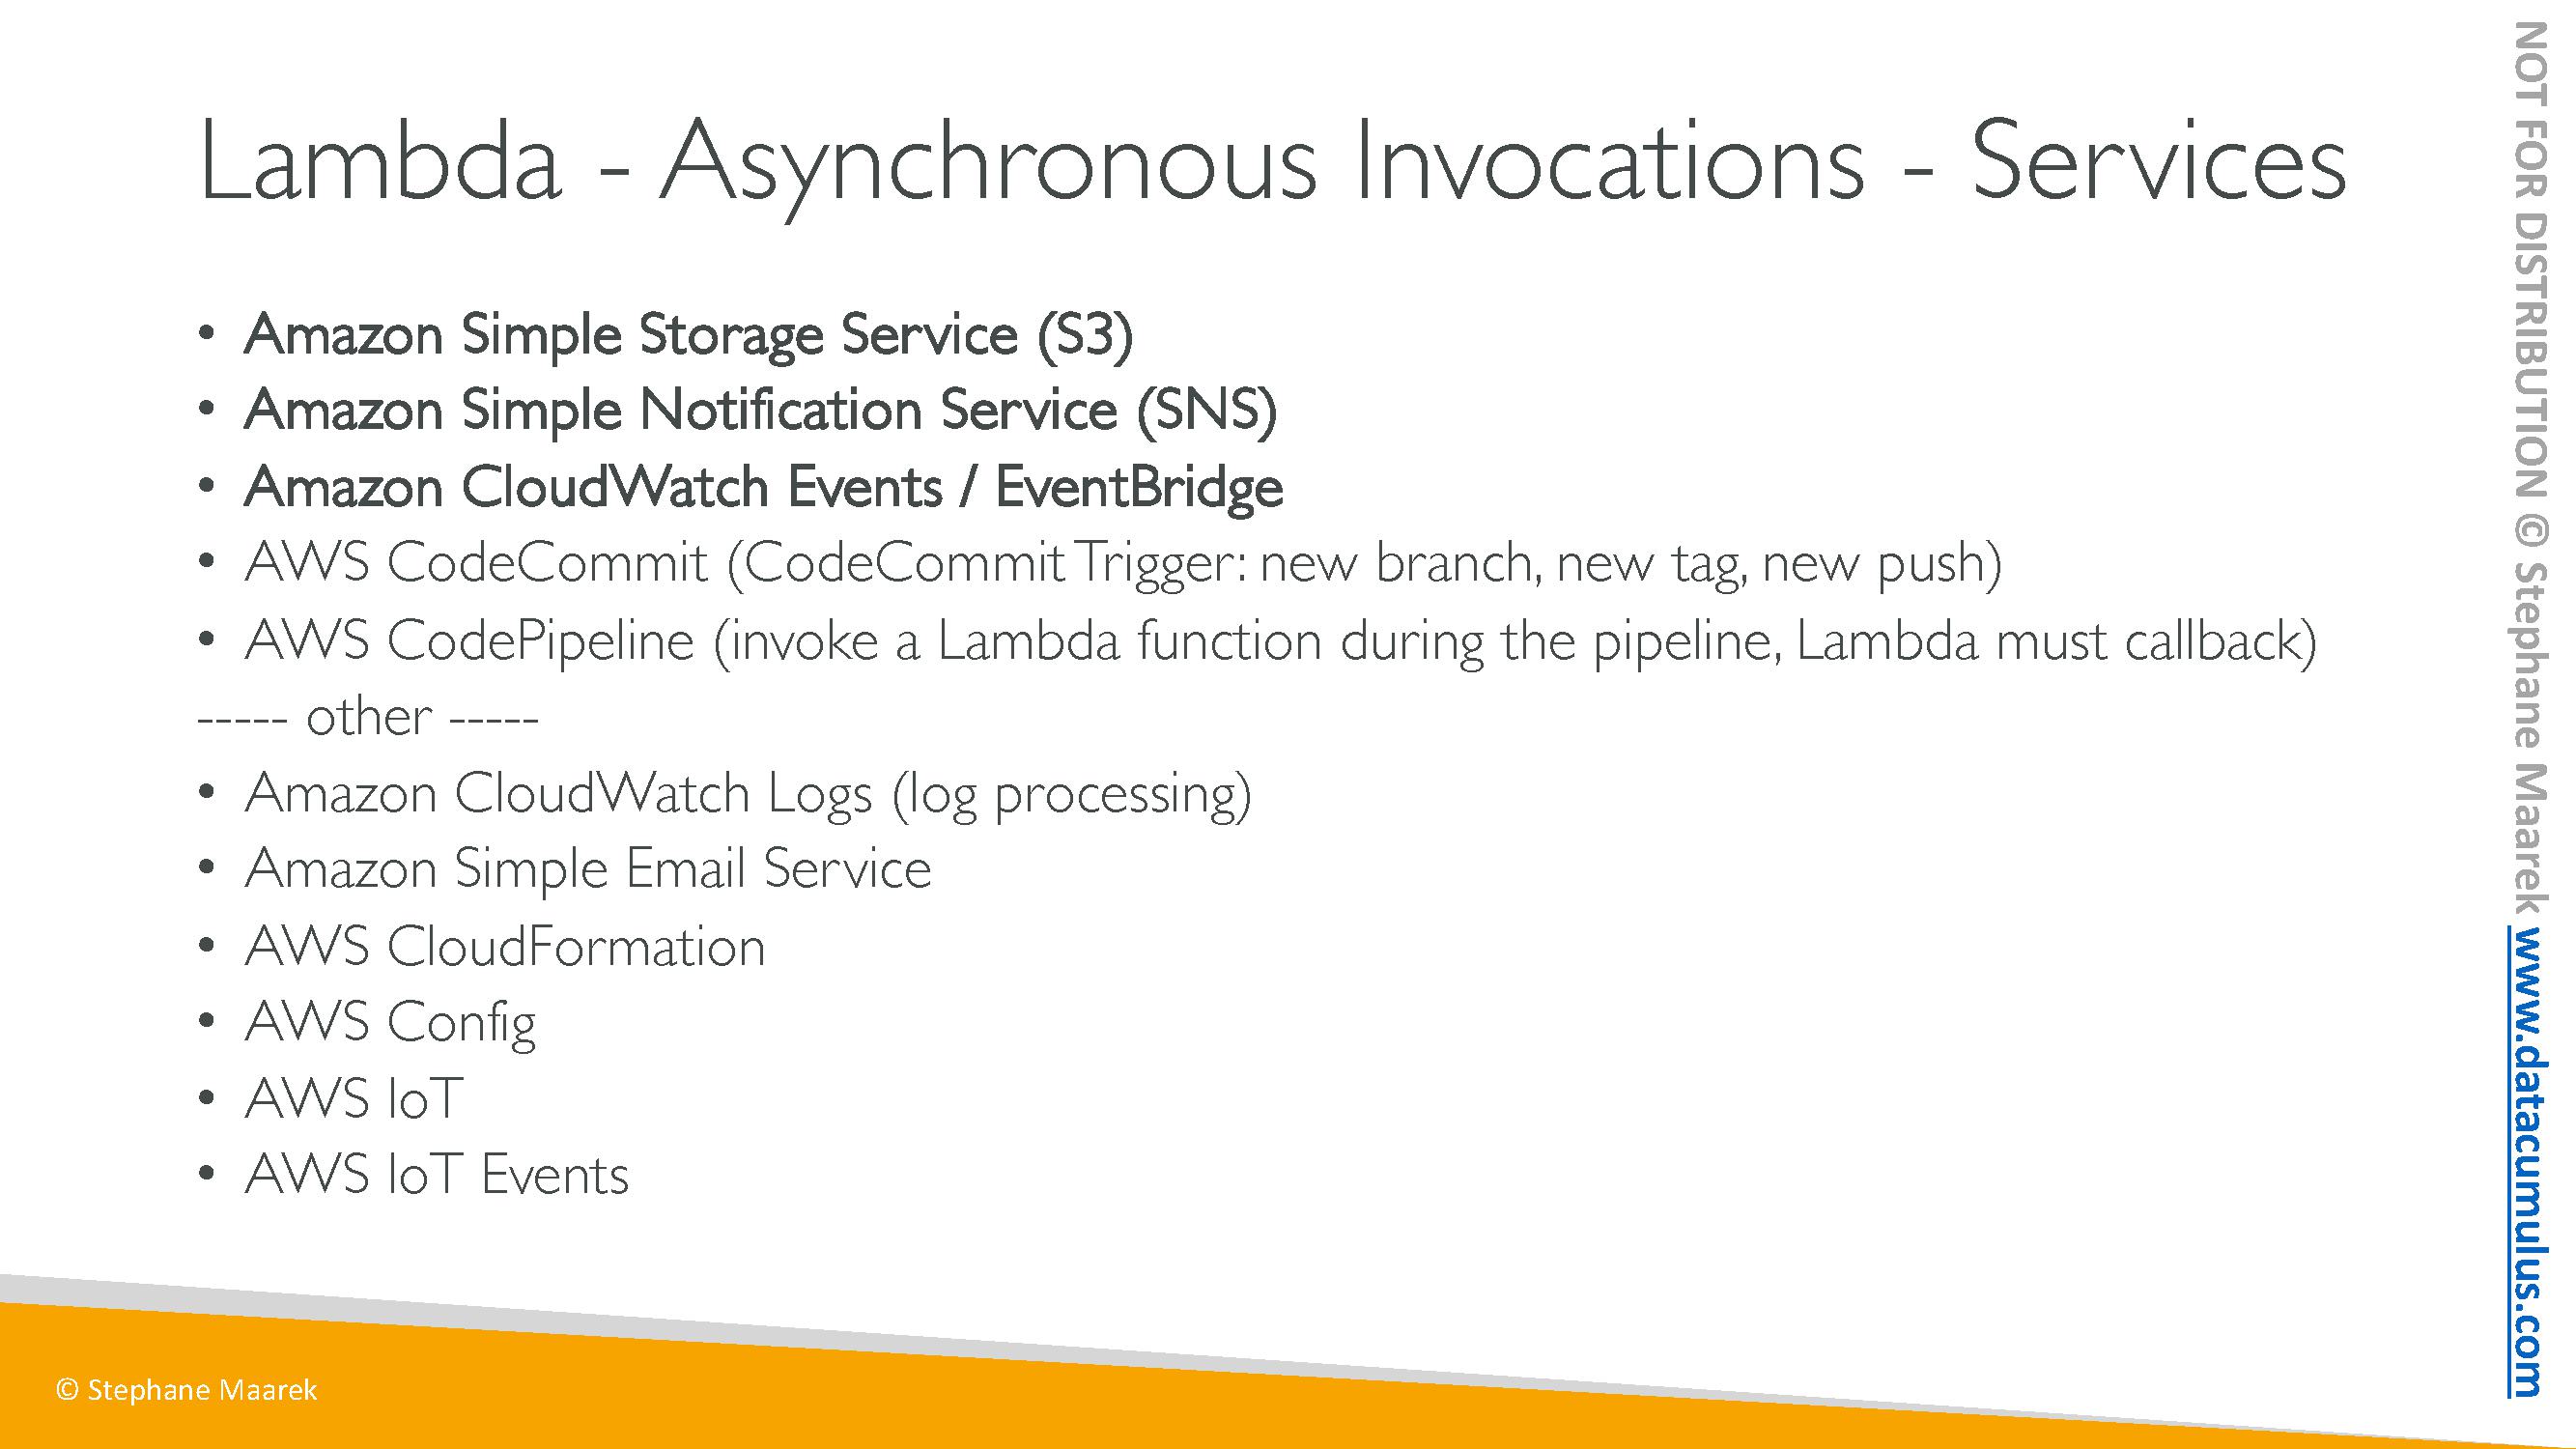 Lambda - Asynchronous Invocations - Services
• Amazon Simple Storage Service (S3)
• Amazon Simple Notification Service (SNS)
• Amazon CloudWatch Events / EventBridge
• AWS CodeCommit (CodeCommit Trigger: new branch, new tag, new push)
• AWS CodePipeline (invoke a Lambda function during the pipeline, Lambda must callback)
----- other -----
• Amazon CloudWatch Logs (log processing)
• Amazon Simple Email Service
• AWS CloudFormation
• AWS Config
• AWS IoT
• AWS IoT Events
© Stephane Maarek
NOT FOR DISTRIBUTION © Stephane Maarek www.datacumulus.com